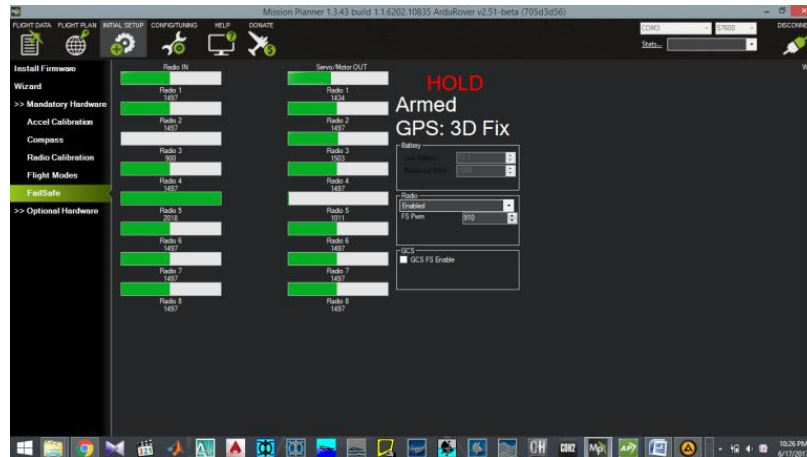 Mission Planner 1.3.43 build 1.1.6202.10835 ArduRover v2.51-beta (705d3d56)
FLIGHT DATA FLIGHT PLAN INITIAL SETUP CONFIG/TUNING HELP DONATE
COM3 57600 DISCONNE
Stats...
Install Firmware
Wizard
>> Mandatory Hardware
Accel Calibration
Compass
Radio Calibration
Flight Modes
FailSafe
>> Optional Hardware
Radio IN
Radio 1
1497
Radio 2
1497
Radio 3
900
Radio 4
1497
Radio 5
2018
Radio 6
1497
Radio 7
1497
Radio 8
1497
Servo/Motor OUT
Radio 1
1434
Radio 2
1497
Radio 3
1503
Radio 4
1497
Radio 5
1011
Radio 6
1497
Radio 7
1497
Radio 8
1497
HOLD
Armed
GPS: 3D Fix
Battery
Radio
Enabled
FS Pwm 910
GCS
GCS FS Enable
10:26 PM